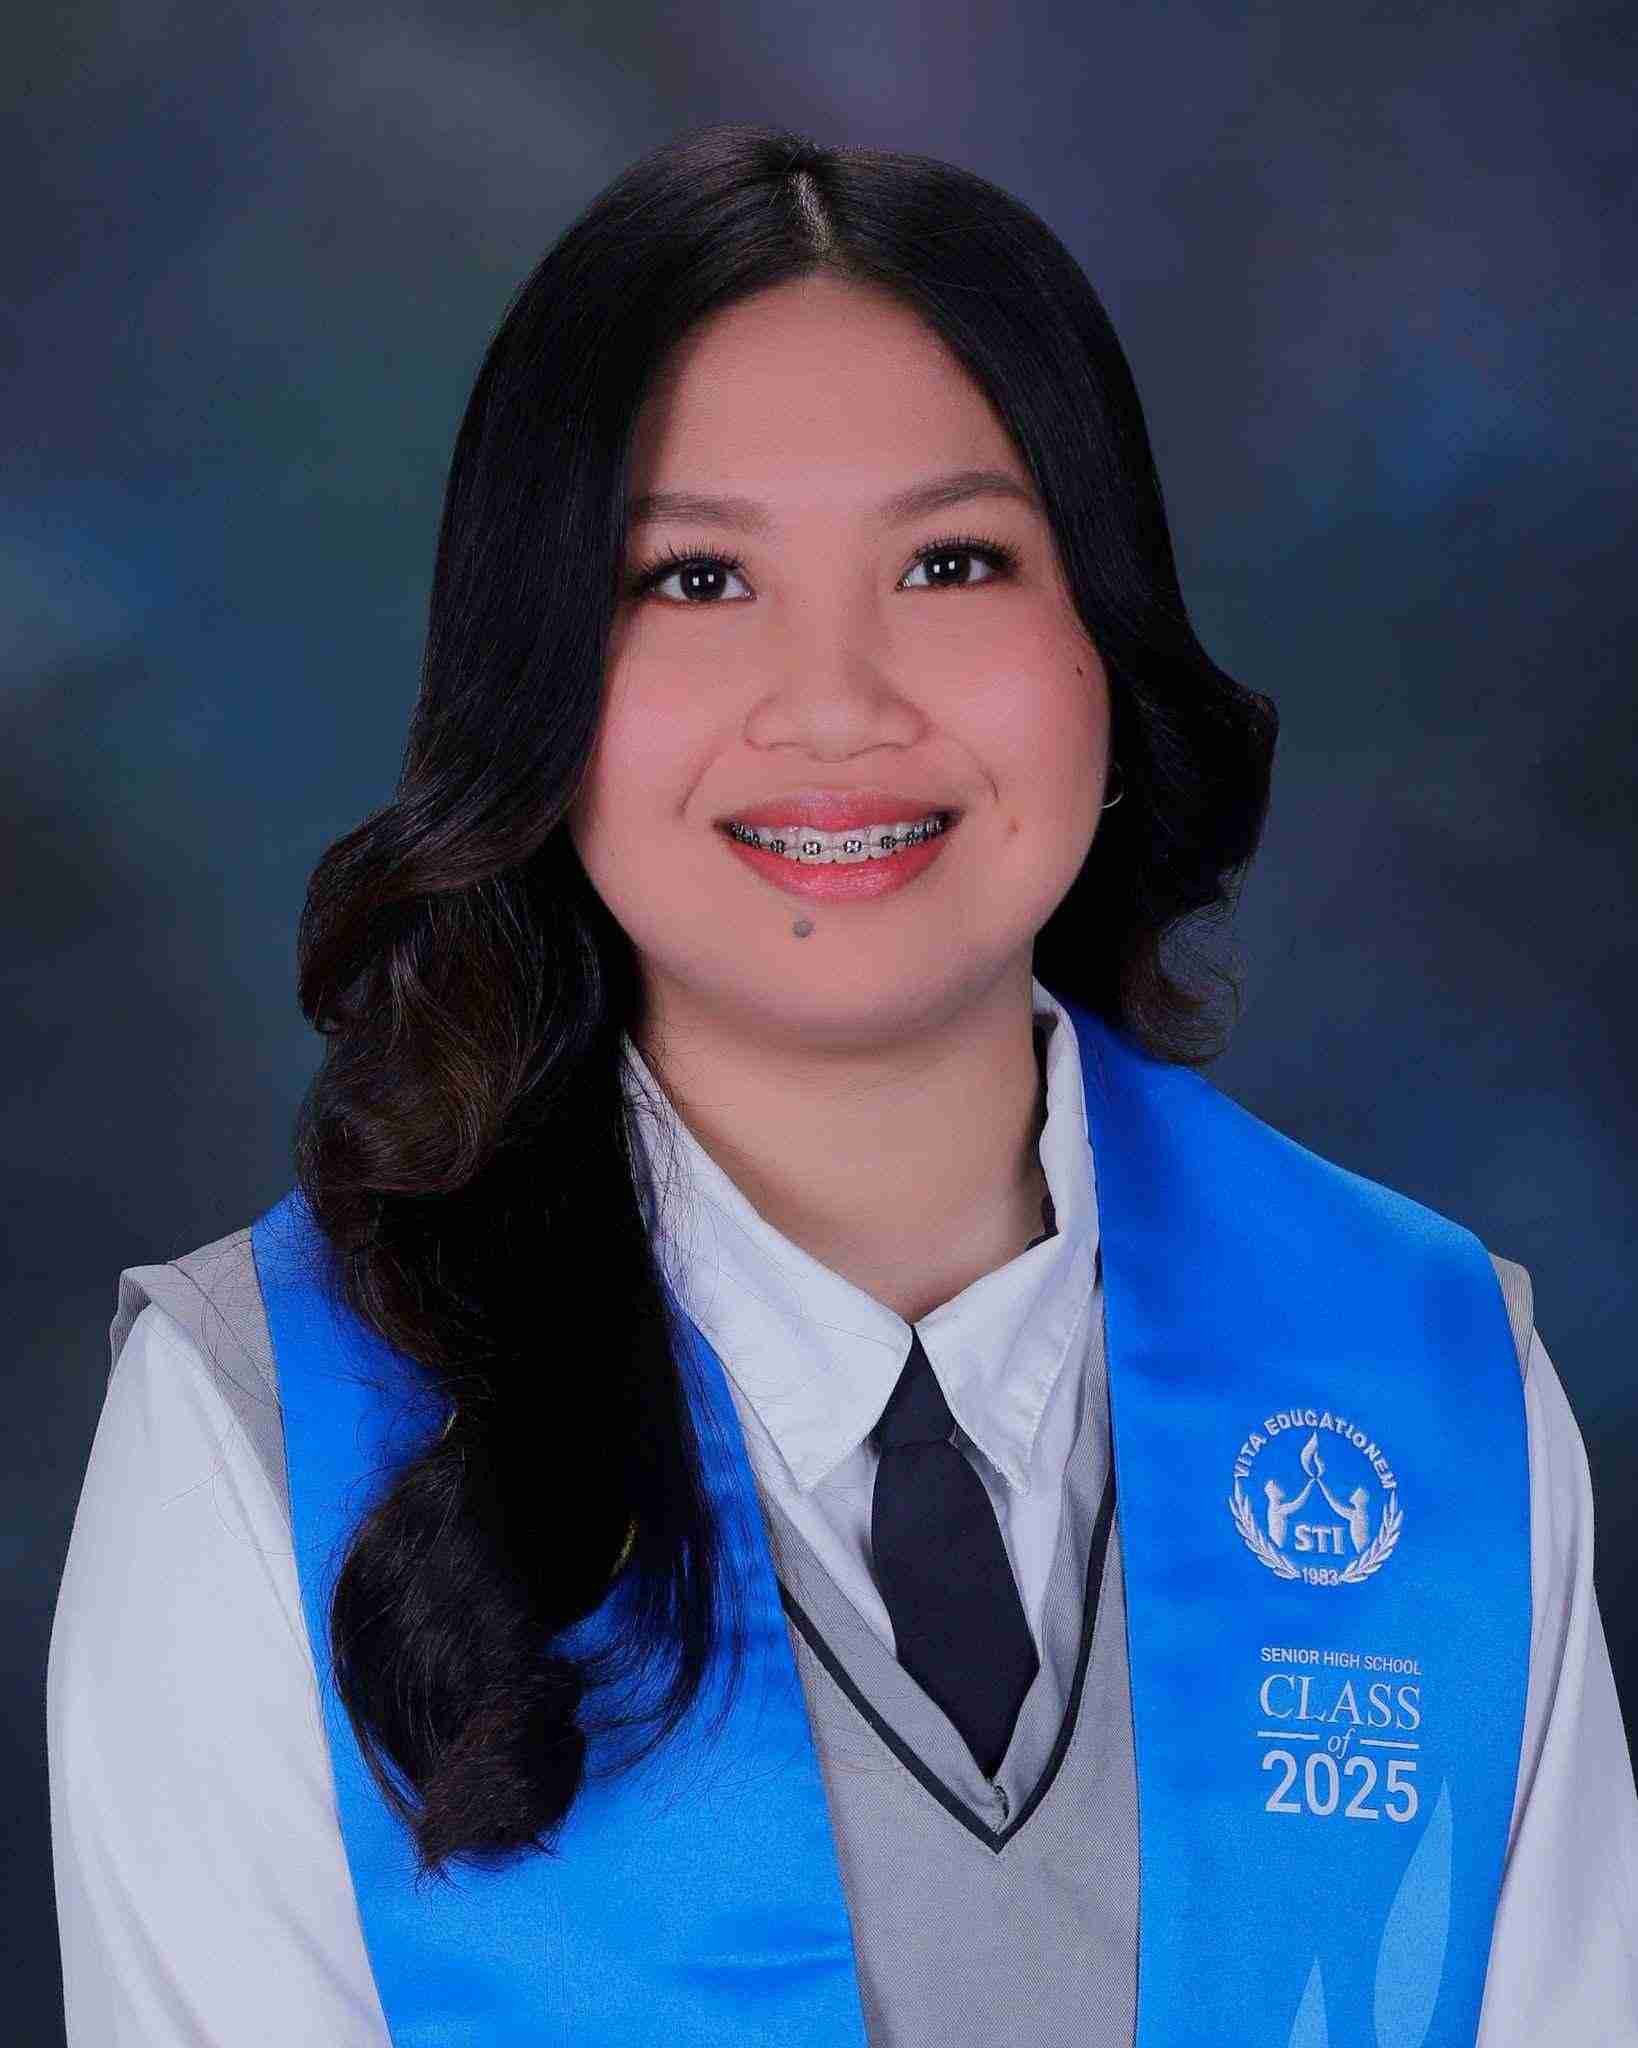 VITA EDUCATIONEM
STI
1983
SENIOR HIGH SCHOOL
CLASS
of
2025